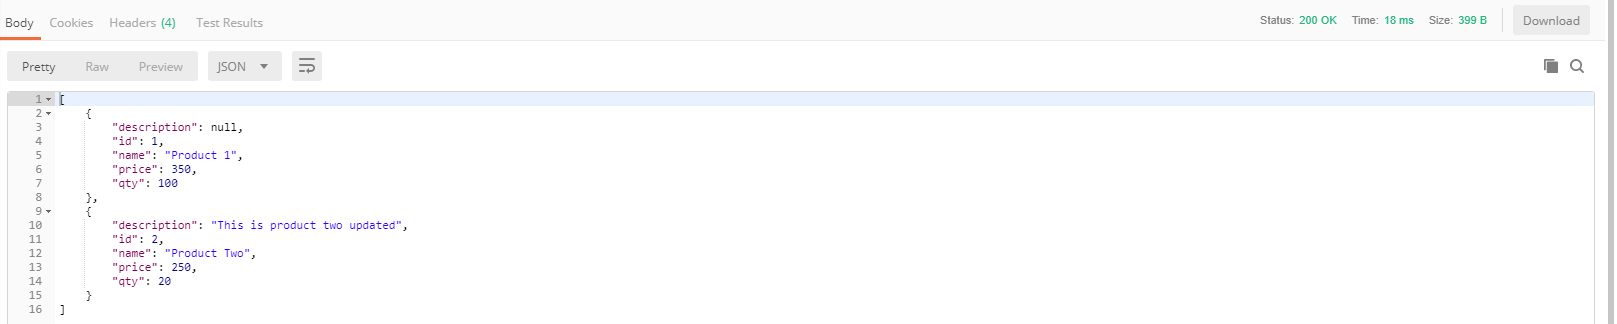 Body Cookies Headers (4) Test Results Status: 200 OK Time: 18 ms Size: 399 B Download
Pretty Raw Preview JSON
1 [
2 {
3 "description": null,
4 "id": 1,
5 "name": "Product 1",
6 "price": 350,
7 "qty": 100
8 },
9 {
10 "description": "This is product two updated",
11 "id": 2,
12 "name": "Product Two",
13 "price": 250,
14 "qty": 20
15 }
16 ]